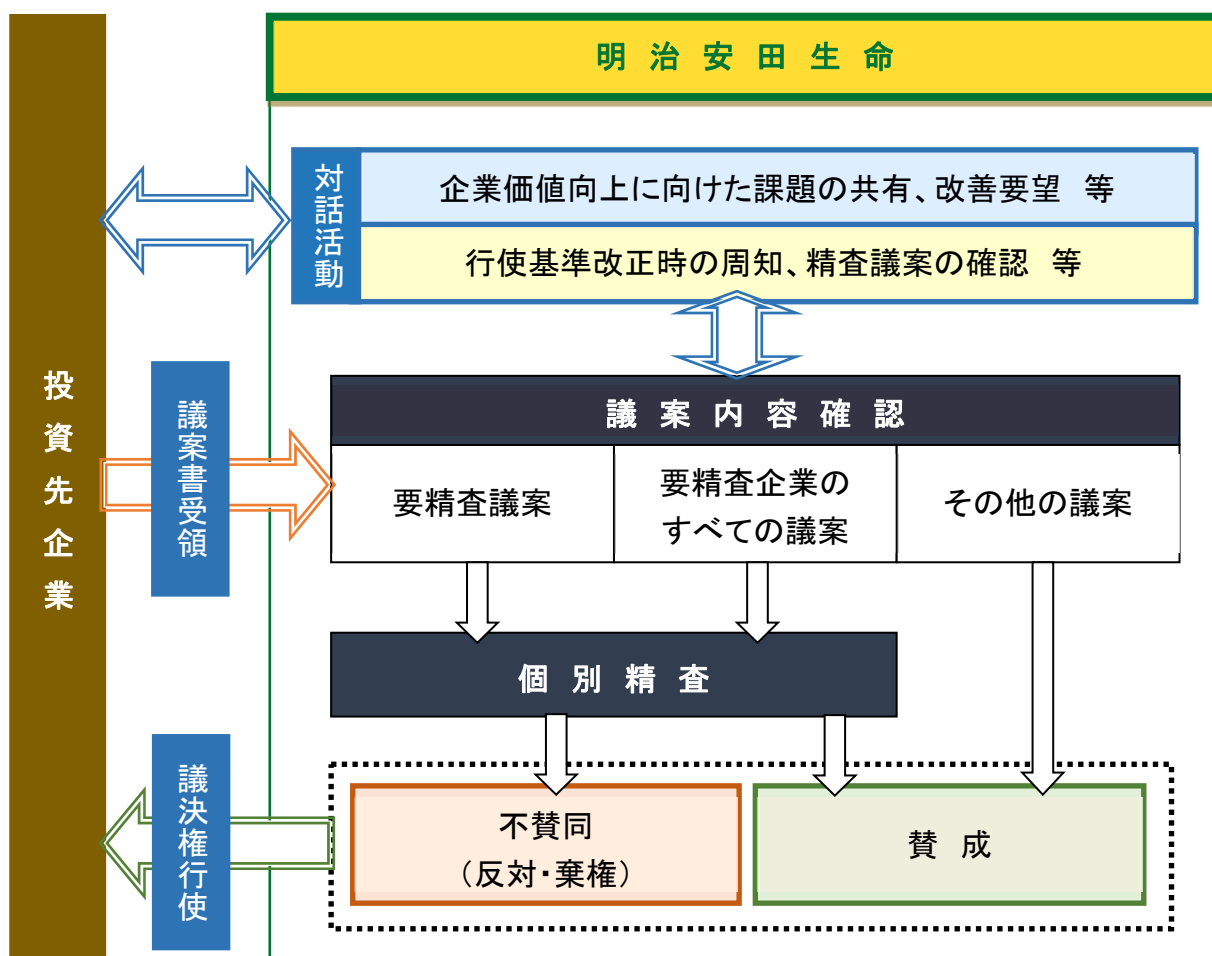 明治安田生命
対話活動
企業価値向上に向けた課題の共有、改善要望　等
行使基準改正時の周知、精査議案の確認　等
投資先企業
議案書受領
議案内容確認
要精査議案
要精査企業の
すべての議案
その他の議案
個別精査
議決権行使
不賛同
（反対・棄権）
賛成